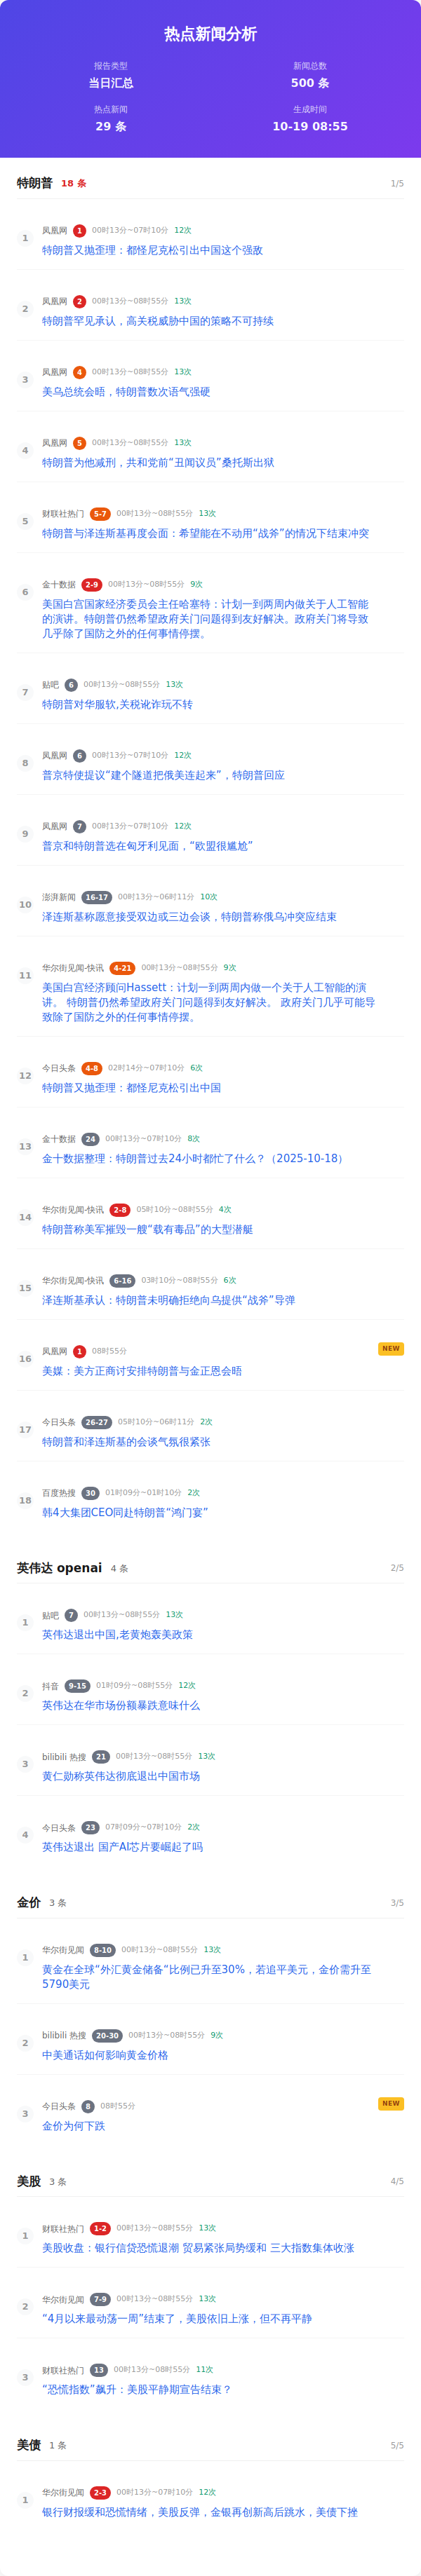 热点新闻分析
报告类型
新闻总数
当日汇总
500 条
热点新闻
生成时间
29 条
10-19 08:55
特朗普 18 条 1/5
1 凤凰网 1 00时13分~07时10分 12次
特朗普又抛歪理：都怪尼克松引出中国这个强敌
2 凤凰网 2 00时13分~08时55分 13次
特朗普罕见承认，高关税威胁中国的策略不可持续
3 凤凰网 4 00时13分~08时55分 13次
美乌总统会晤，特朗普数次语气强硬
4 凤凰网 5 00时13分~08时55分 13次
特朗普为他减刑，共和党前“丑闻议员”桑托斯出狱
5 财联社热门 5-7 00时13分~08时55分 13次
特朗普与泽连斯基再度会面：希望能在不动用“战斧”的情况下结束冲突
6 金十数据 2-9 00时13分~08时55分 9次
美国白宫国家经济委员会主任哈塞特：计划一到两周内做关于人工智能
的演讲。特朗普仍然希望政府关门问题得到友好解决。政府关门将导致
几乎除了国防之外的任何事情停摆。
7 贴吧 6 00时13分~08时55分 13次
特朗普对华服软,关税讹诈玩不转
8 凤凰网 6 00时13分~07时10分 12次
普京特使提议“建个隧道把俄美连起来”，特朗普回应
9 凤凰网 7 00时13分~07时10分 12次
普京和特朗普选在匈牙利见面，“欧盟很尴尬”
10 澎湃新闻 16-17 00时13分~06时11分 10次
泽连斯基称愿意接受双边或三边会谈，特朗普称俄乌冲突应结束
11 华尔街见闻-快讯 4-21 00时13分~08时55分 9次
美国白宫经济顾问Hassett：计划一到两周内做一个关于人工智能的演
讲。 特朗普仍然希望政府关门问题得到友好解决。 政府关门几乎可能导
致除了国防之外的任何事情停摆。
12 今日头条 4-8 02时14分~07时10分 6次
特朗普又抛歪理：都怪尼克松引出中国
13 金十数据 24 00时13分~07时10分 8次
金十数据整理：特朗普过去24小时都忙了什么？（2025-10-18）
14 华尔街见闻-快讯 2-8 05时10分~08时55分 4次
特朗普称美军摧毁一艘“载有毒品”的大型潜艇
15 华尔街见闻-快讯 6-16 03时10分~08时55分 6次
泽连斯基承认：特朗普未明确拒绝向乌提供“战斧”导弹
16 凤凰网 1 08时55分 NEW
美媒：美方正商讨安排特朗普与金正恩会晤
17 今日头条 26-27 05时10分~06时11分 2次
特朗普和泽连斯基的会谈气氛很紧张
18 百度热搜 30 01时09分~01时10分 2次
韩4大集团CEO同赴特朗普“鸿门宴”
英伟达 openai 4 条 2/5
1 贴吧 7 00时13分~08时55分 13次
英伟达退出中国,老黄炮轰美政策
2 抖音 9-15 01时09分~08时55分 12次
英伟达在华市场份额暴跌意味什么
3 bilibili 热搜 21 00时13分~08时55分 13次
黄仁勋称英伟达彻底退出中国市场
4 今日头条 23 07时09分~07时10分 2次
英伟达退出 国产AI芯片要崛起了吗
金价 3 条 3/5
1 华尔街见闻 8-10 00时13分~08时55分 13次
黄金在全球“外汇黄金储备”比例已升至30%，若追平美元，金价需升至
5790美元
2 bilibili 热搜 20-30 00时13分~08时55分 9次
中美通话如何影响黄金价格
3 今日头条 8 08时55分 NEW
金价为何下跌
美股 3 条 4/5
1 财联社热门 1-2 00时13分~08时55分 13次
美股收盘：银行信贷恐慌退潮 贸易紧张局势缓和 三大指数集体收涨
2 华尔街见闻 7-9 00时13分~08时55分 13次
“4月以来最动荡一周”结束了，美股依旧上涨，但不再平静
3 财联社热门 13 00时13分~08时55分 11次
“恐慌指数”飙升：美股平静期宣告结束？
美债 1 条 5/5
1 华尔街见闻 2-3 00时13分~07时10分 12次
银行财报缓和恐慌情绪，美股反弹，金银再创新高后跳水，美债下挫